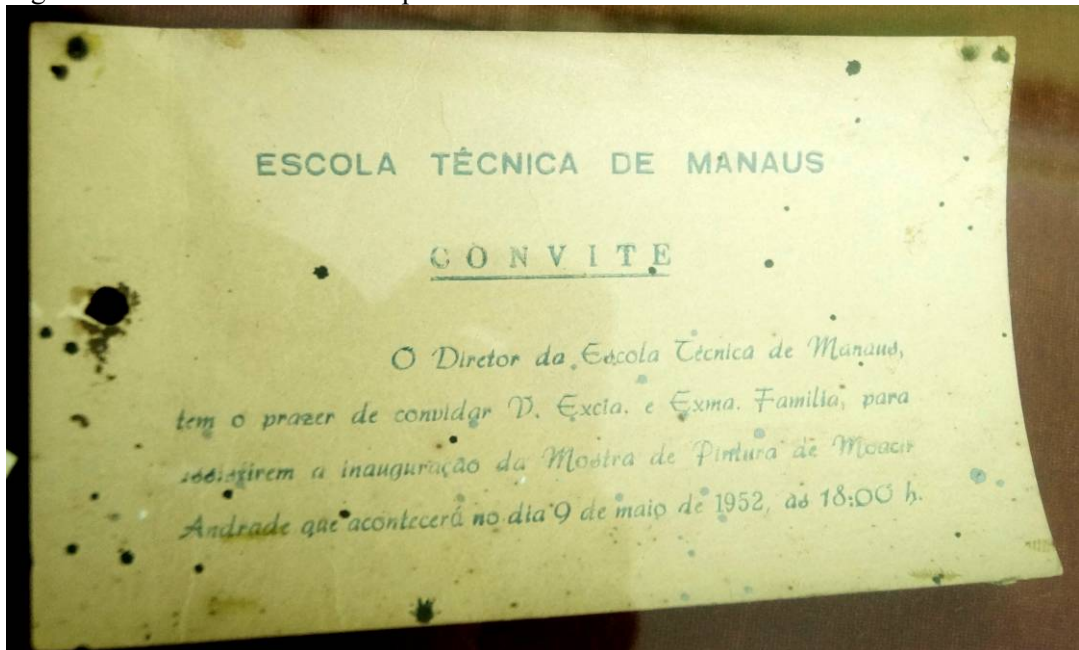 ESCOLA TÉCNICA DE MANAUS
CONVITE
O Diretor da Escola Técnica de Manaus,
tem o prazer de convidar V. Excia. e Exma. Familia, para
assistirem a inauguração da Mostra de Pintura de Moacir
Andrade que acontecerá no dia 9 de maio de 1952, às 18:00 h.